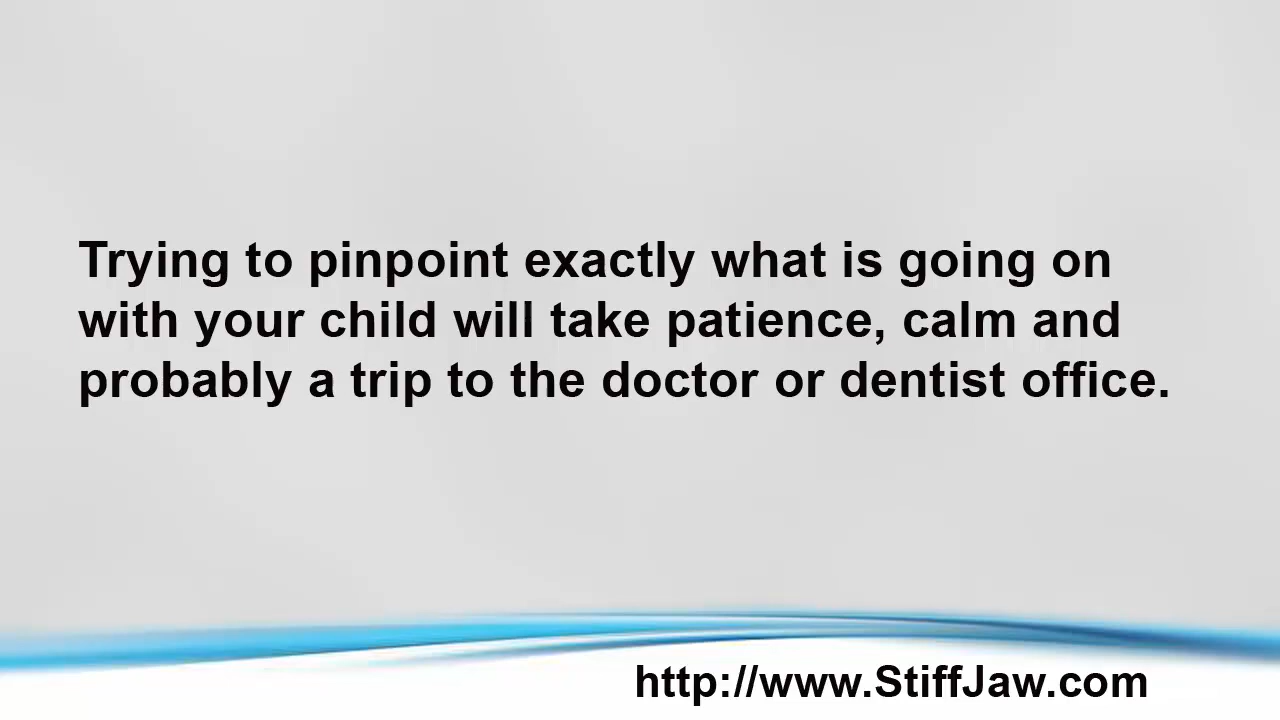 Trying to pinpoint exactly what is going on
with your child will take patience, calm and
probably a trip to the doctor or dentist office.
http://www.StiffJaw.com